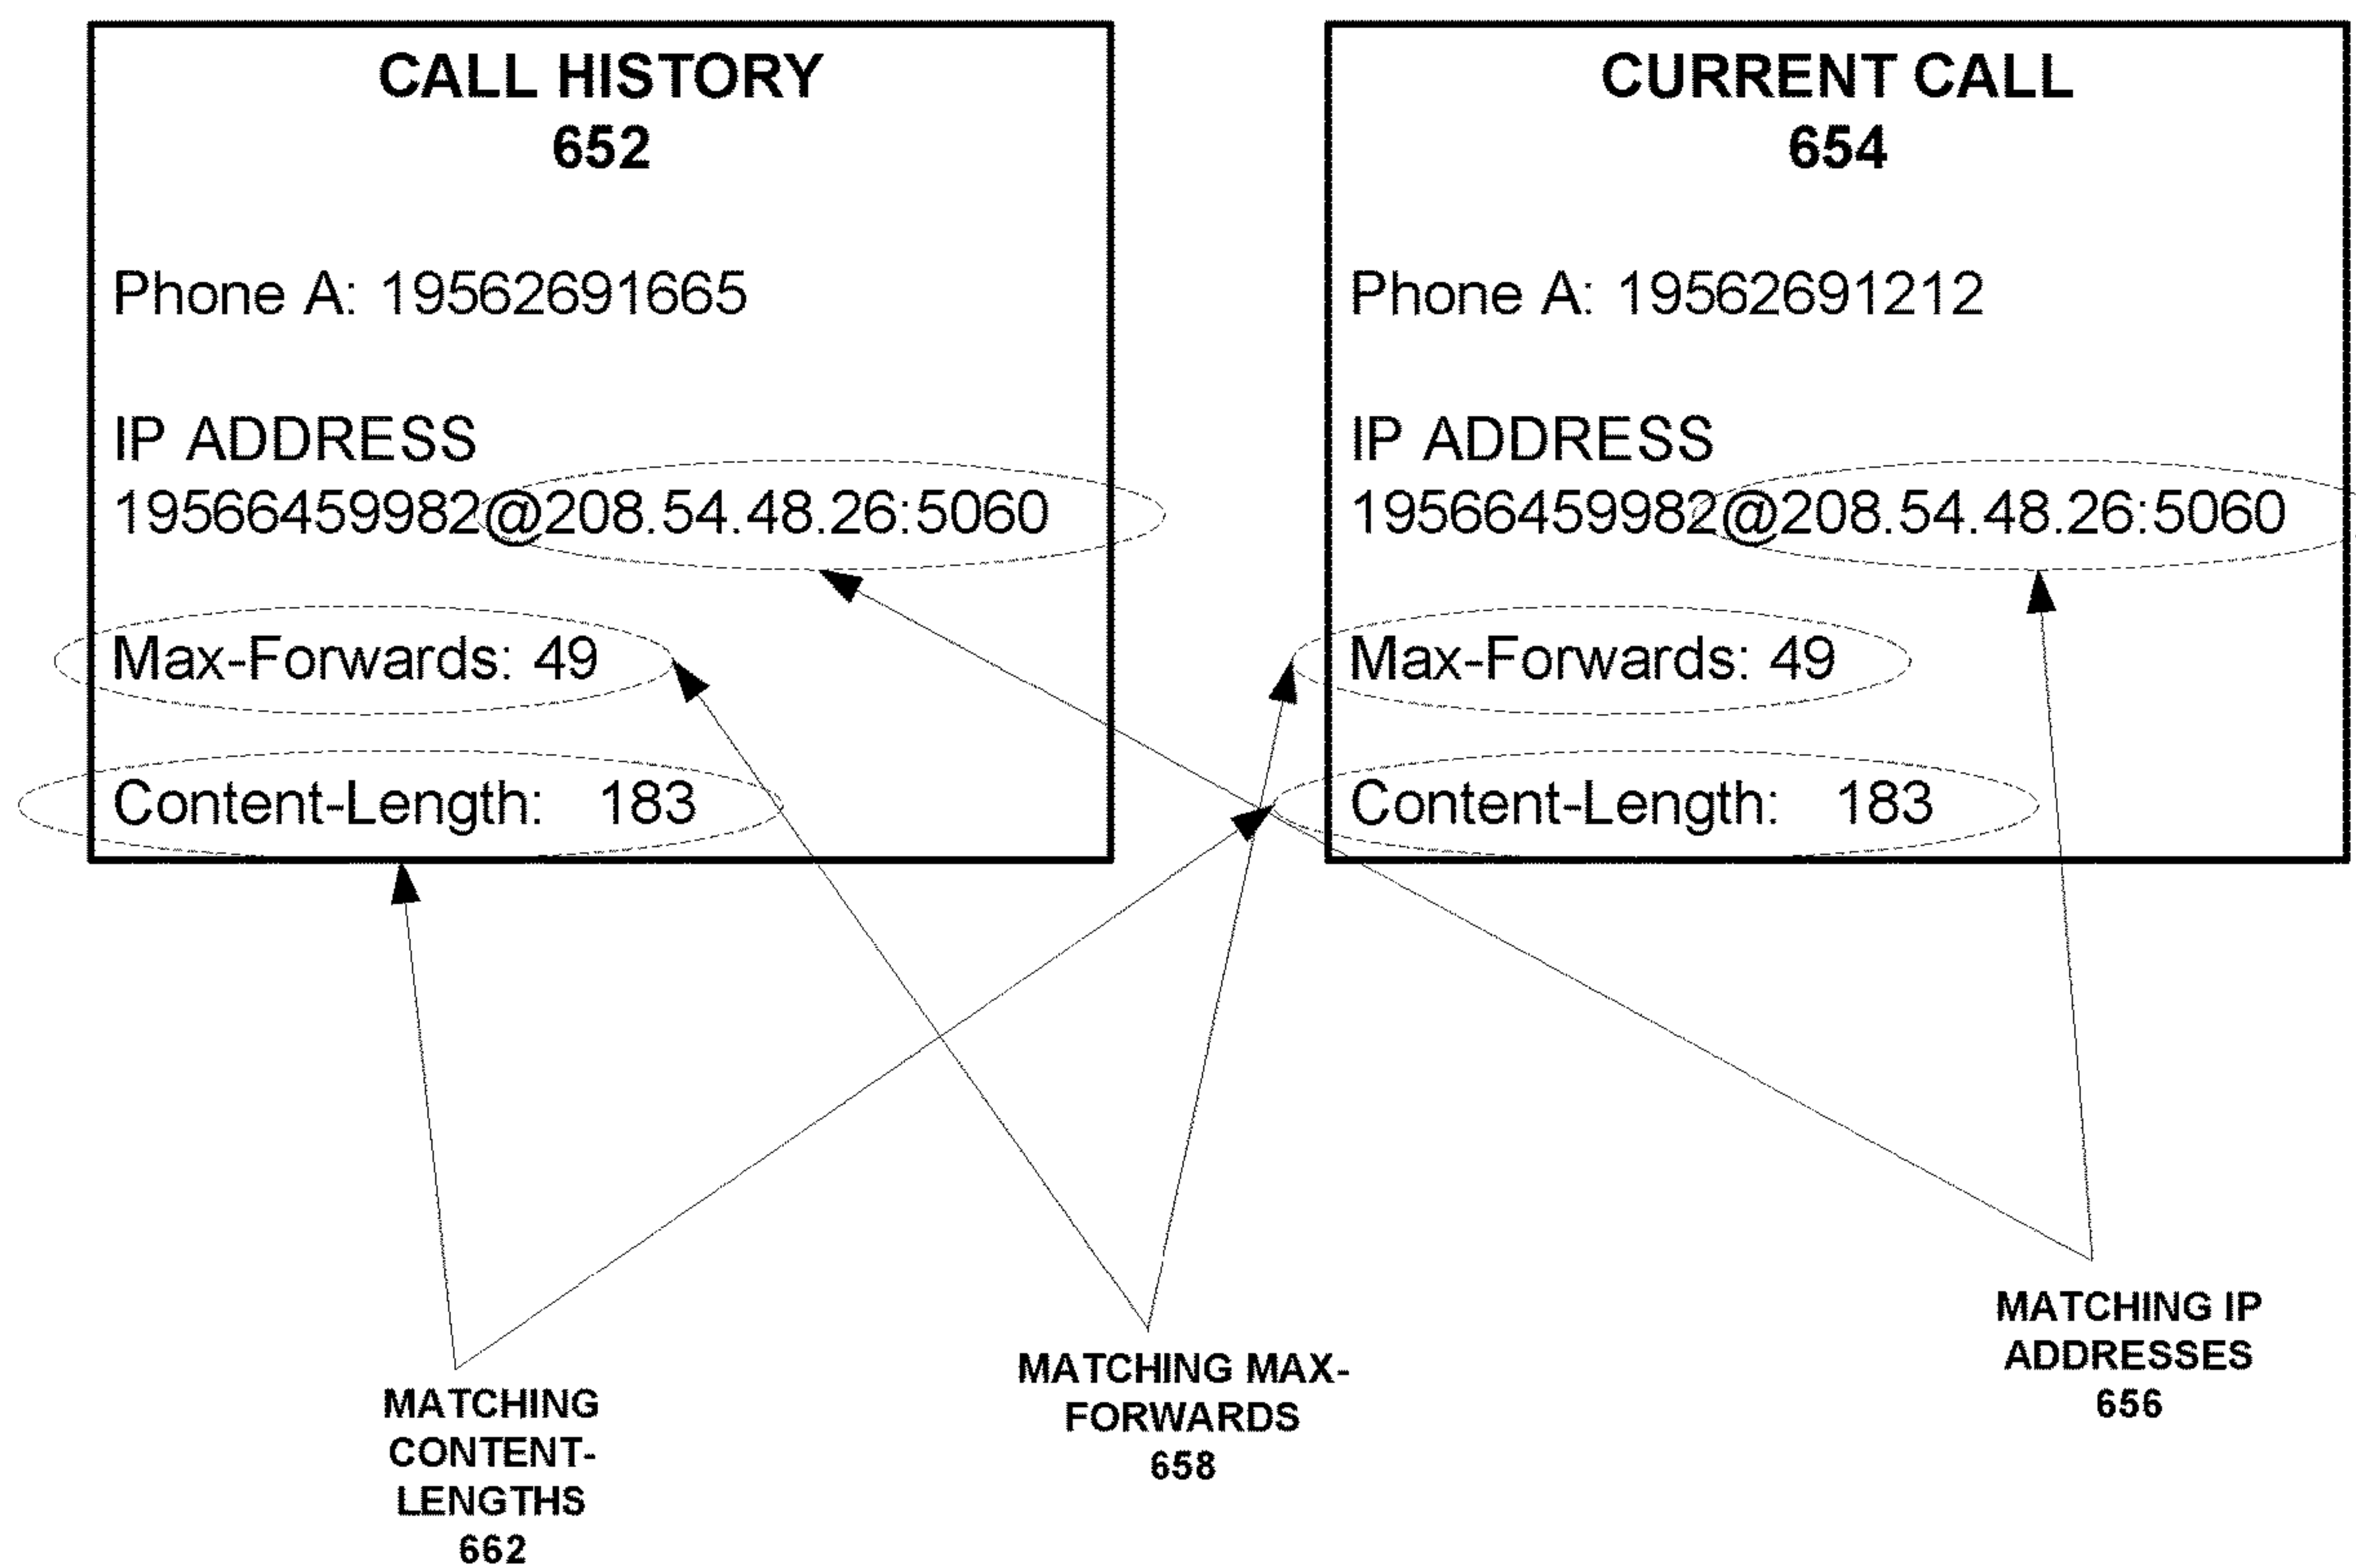 CALL HISTORY
652
Phone A: 19562691665
IP ADDRESS
19566459982@208.54.48.26:5060
Max-Forwards: 49
Content-Length: 183
CURRENT CALL
654
Phone A: 19562691212
IP ADDRESS
19566459982@208.54.48.26:5060
Max-Forwards: 49
Content-Length: 183
MATCHING
CONTENT-
LENGTHS
662
MATCHING MAX-
FORWARDS
658
MATCHING IP
ADDRESSES
656